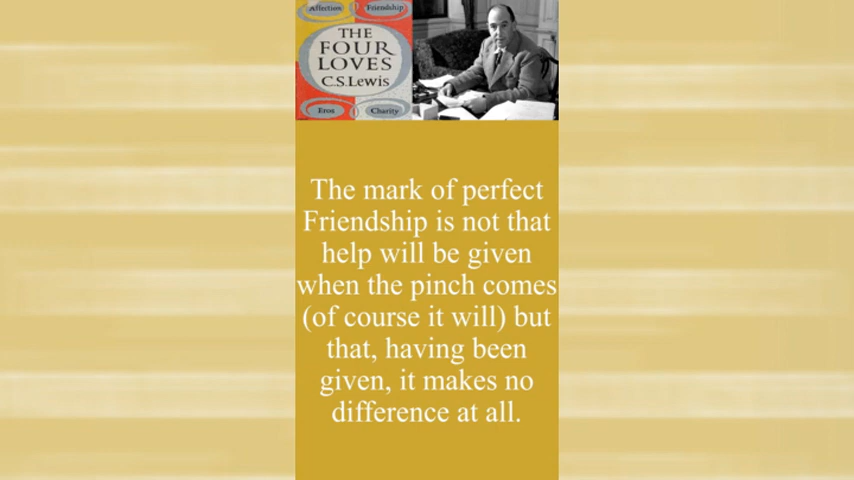 Affection Friendship
THE
FOUR
LOVES
C.S.Lewis
Eros Charity
The mark of perfect
Friendship is not that
help will be given
when the pinch comes
(of course it will) but
that, having been
given, it makes no
difference at all.